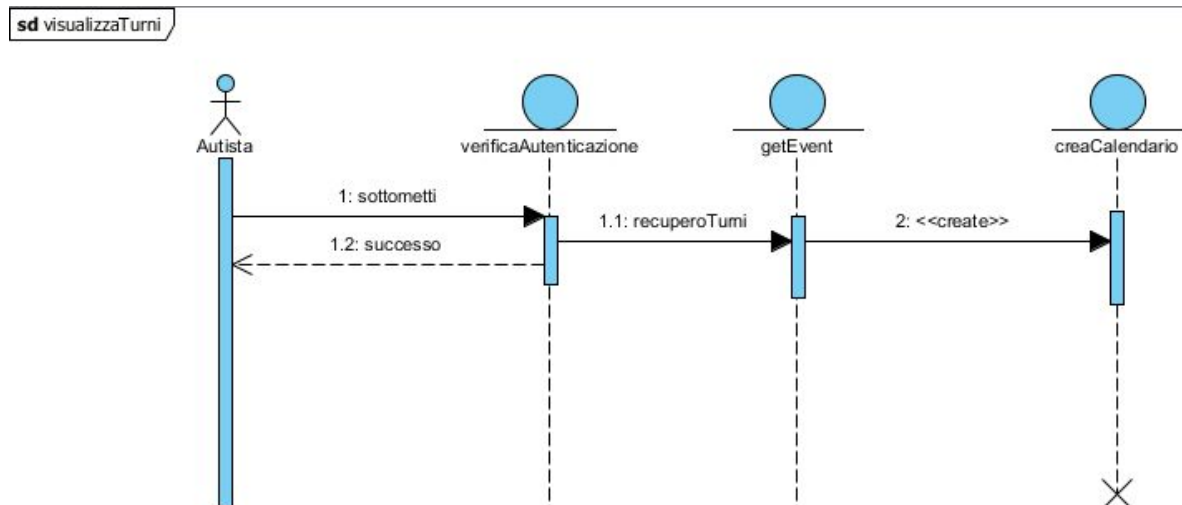 sd visualizzaTurni
Autista
verificaAutenticazione
getEvent
creaCalendario
1: sottometti
1.1: recuperoTurni
2: <<create>>
1.2: successo